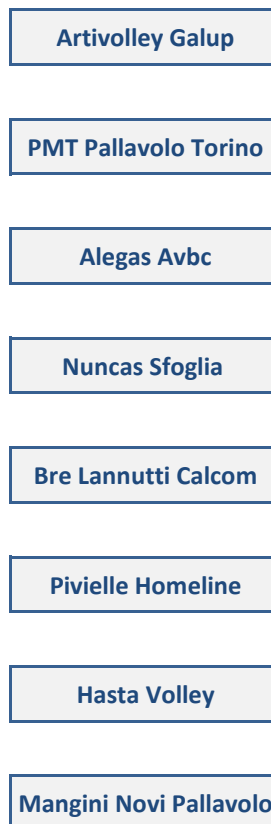 Artivolley Galup
PMT Pallavolo Torino
Alegas Avbc
Nuncas Sfoglia
Bre Lannutti Calcom
Pivielle Homeline
Hasta Volley
Mangini Novi Pallavolo